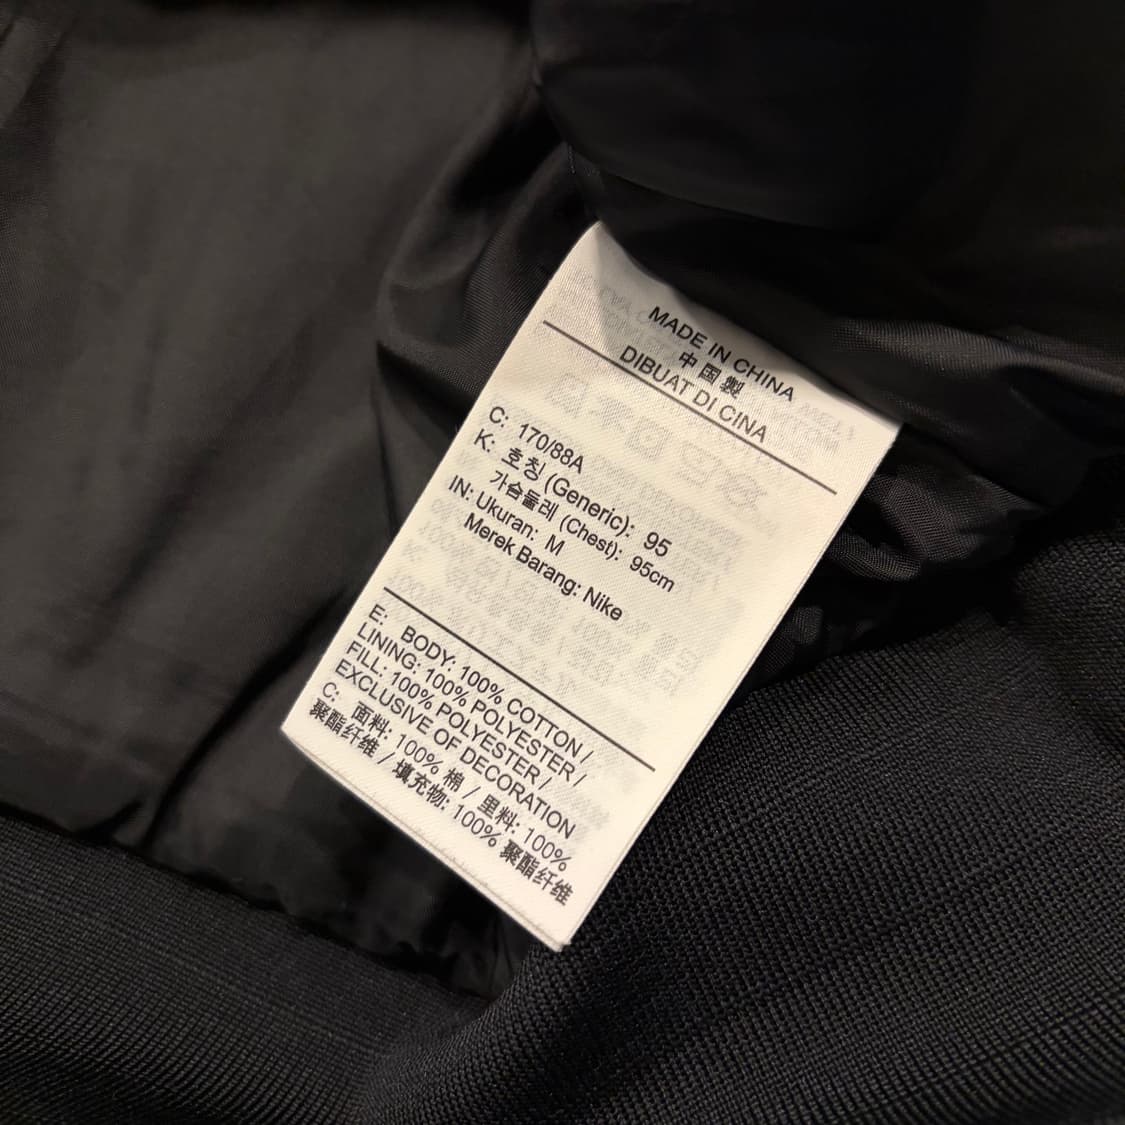 MADE IN CHINA
中国製
DIBUAT DI CINA
C: 170/88A
K: 호칭 (Generic): 95
가슴둘레 (Chest): 95cm
IN: Ukuran: M
Merek Barang: Nike
E: BODY: 100% COTTON /
LINING: 100% POLYESTER /
FILL: 100% POLYESTER /
EXCLUSIVE OF DECORATION
C: 面料: 100% 棉 / 里料: 100%
聚酯纤维 / 填充物: 100% 聚酯纤维